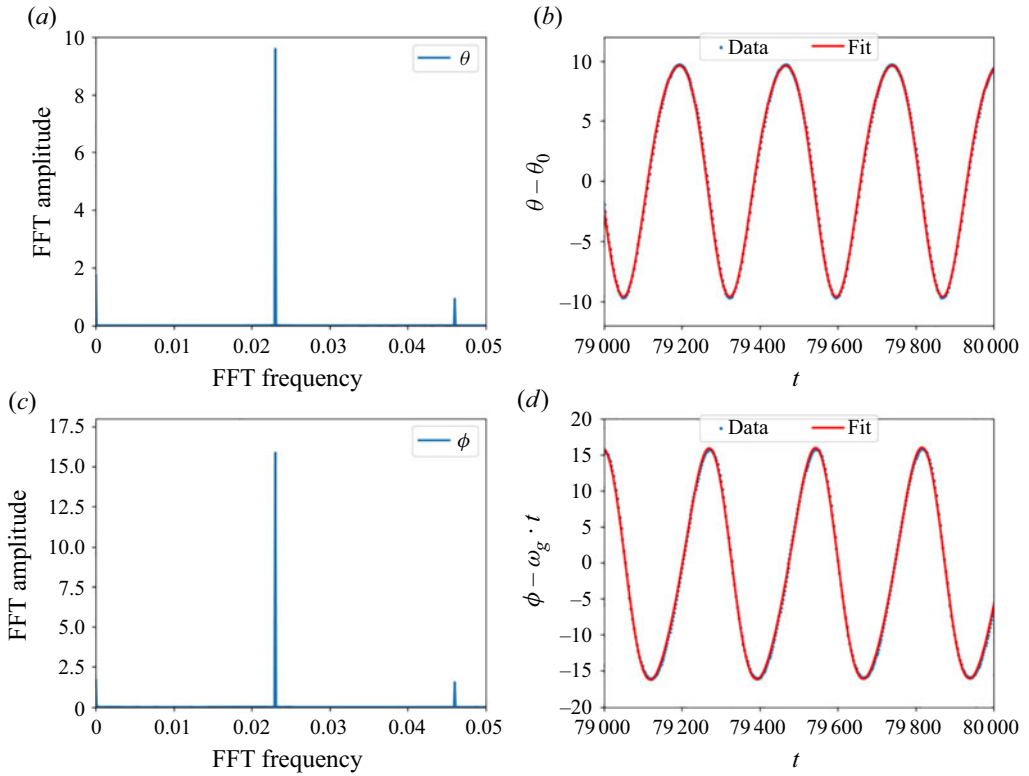 (a)
10
8
6
4
2
0
FFT amplitude
θ
0 0.01 0.02 0.03 0.04 0.05
FFT frequency
(b)
10
5
0
−5
−10
θ − θ0
Data Fit
79 000 79 200 79 400 79 600 79 800 80 000
t
(c)
17.5
15.0
12.5
10.0
7.5
5.0
2.5
0
FFT amplitude
ϕ
0 0.01 0.02 0.03 0.04 0.05
FFT frequency
(d)
20
15
10
5
0
−5
−10
−15
−20
ϕ − ωg · t
Data Fit
79 000 79 200 79 400 79 600 79 800 80 000
t